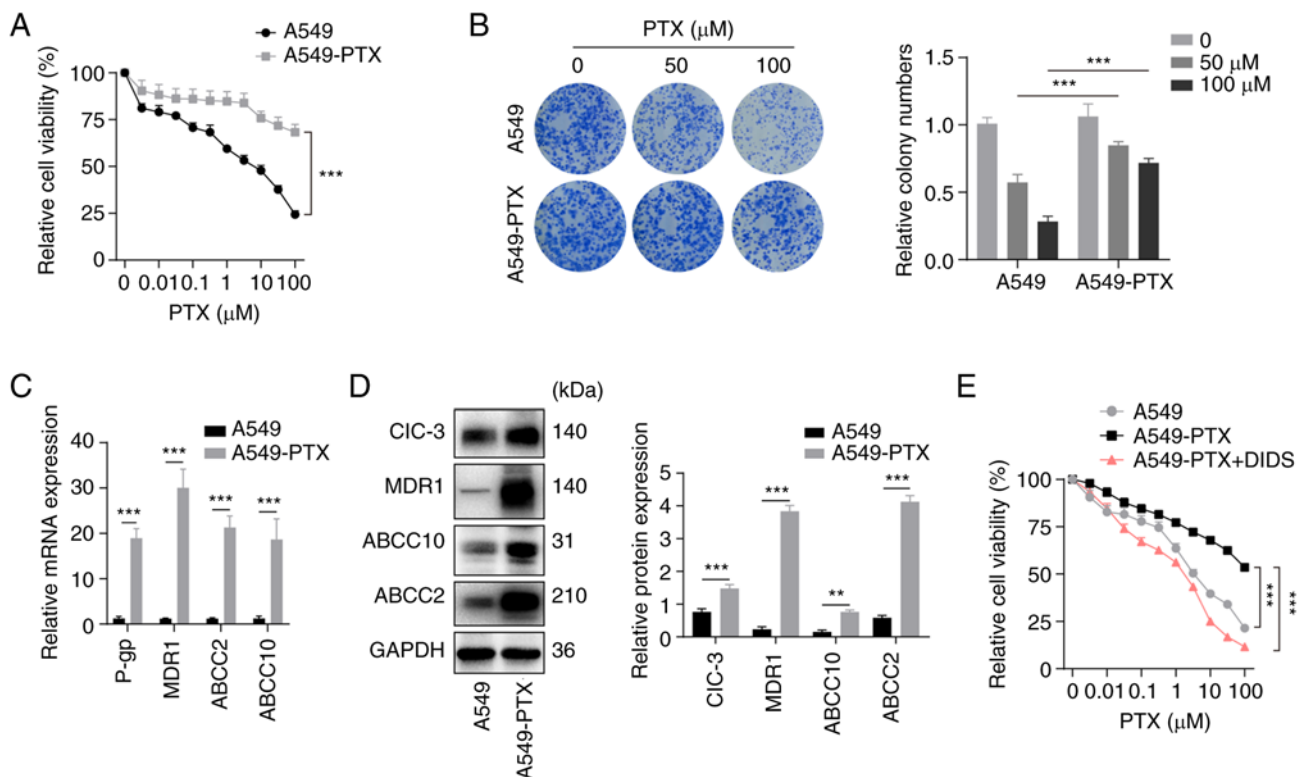 A
A549
A549-PTX
Relative cell viability (%)
100
75
50
25
0
***
0 0.01 0.1 1 10 100
PTX (µM)
B
PTX (µM)
0 50 100
A549
A549-PTX
0
50 µM
100 µM
Relative colony numbers
1.5
1.0
0.5
0.0
***
***
A549 A549-PTX
C
A549
A549-PTX
Relative mRNA expression
40
30
20
10
0
***
***
***
***
P-gp
MDR1
ABCC2
ABCC10
D
(kDa)
CIC-3 140
MDR1 140
ABCC10 31
ABCC2 210
GAPDH 36
A549
A549-PTX
A549
A549-PTX
Relative protein expression
5
4
3
2
1
0
***
***
**
***
CIC-3
MDR1
ABCC10
ABCC2
E
A549
A549-PTX
A549-PTX+DIDS
Relative cell viability (%)
100
75
50
25
0
***
***
0 0.01 0.1 1 10 100
PTX (µM)